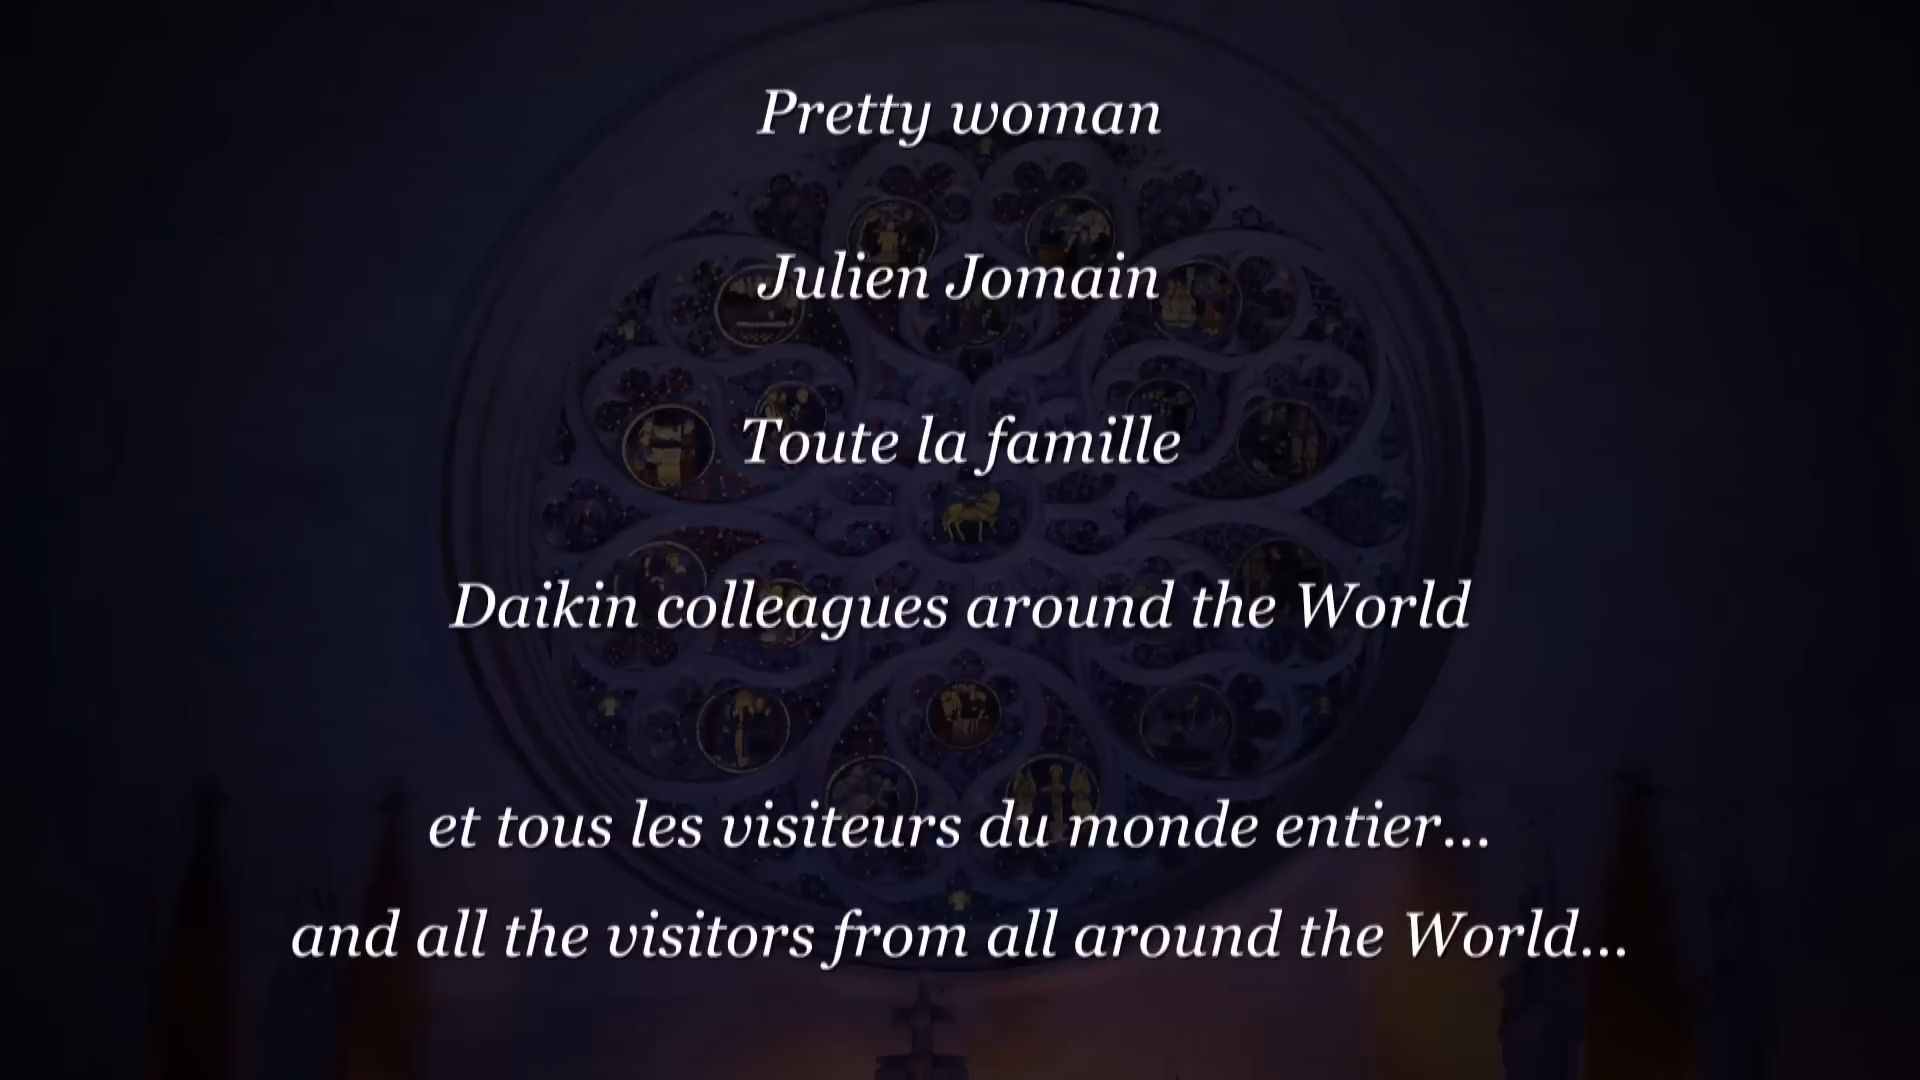 Pretty woman
Julien Jomain
Toute la famille
Daikin colleagues around the World
et tous les visiteurs du monde entier...
and all the visitors from all around the World...